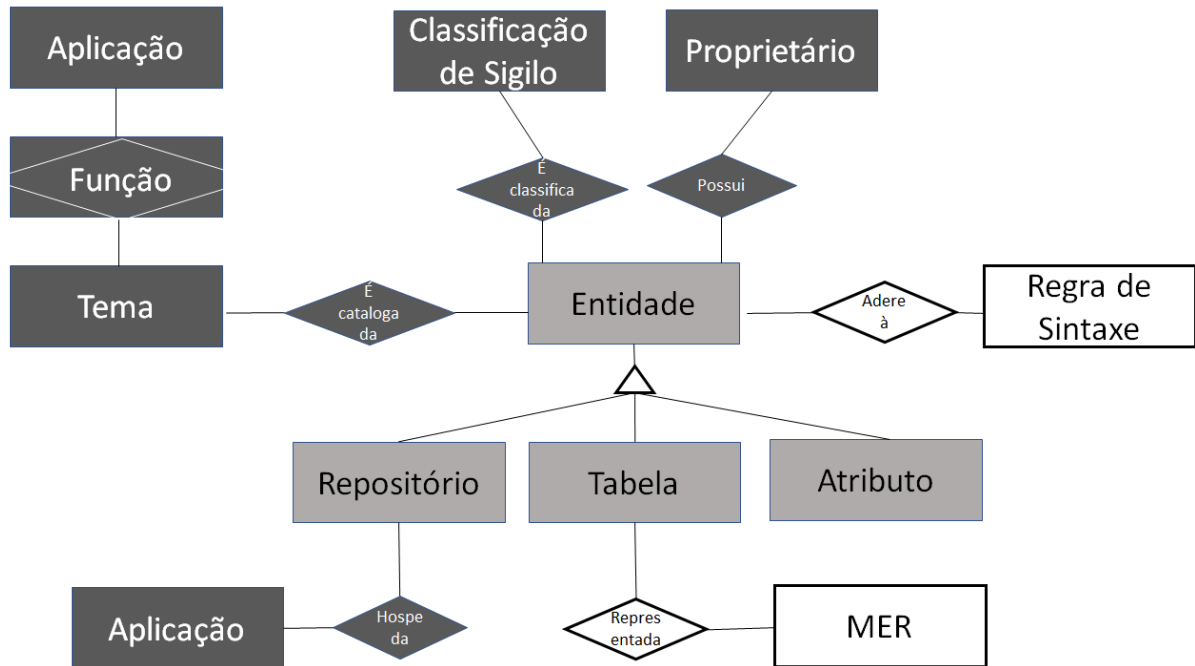 Aplicação
Classificação
de Sigilo
Proprietário
Função
É
classifica
da
Possui
Tema
É
cataloga
da
Entidade
Adere
à
Regra de
Sintaxe
Repositório
Tabela
Atributo
Aplicação
Hospe
da
Repres
entada
MER